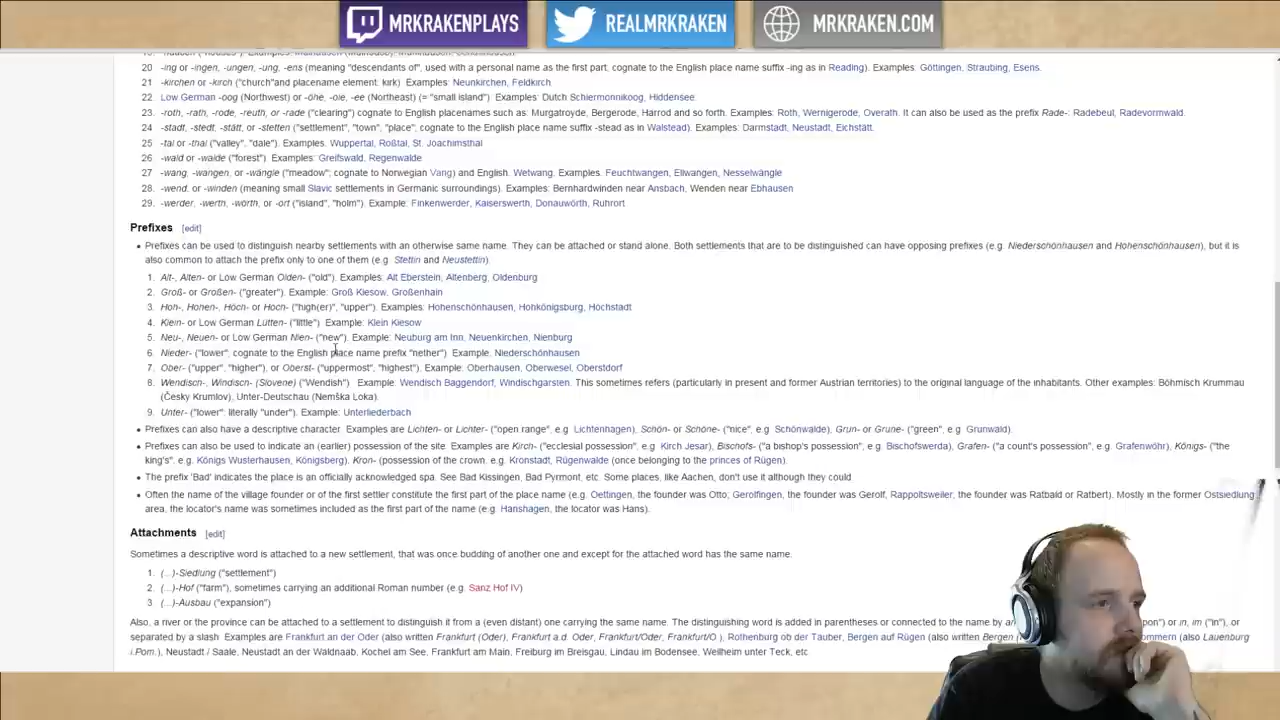 MRKRAKENPLAYS
REALMRKRAKEN
MRKRAKEN.COM
20 -ing or -ingen, -ungen, -ung, -ens (meaning "descendants of", used with a personal name as the first part, cognate to the English place name suffix -ing as in Reading). Examples: Göttingen, Straubing, Esens.
21 -kirchen or -kirch ("church"and placename element. kirk) Examples: Neunkirchen, Feldkirch
22. Low German -oog (Northwest) or -öhe, -oie, -ee (Northeast) (= "small island") Examples: Dutch Schiermonnikoog, Hiddensee.
23. -roth, -rath, -rode, -reuth, or -rade ("clearing") cognate to English placenames such as: Murgatroyde, Bergerode, Harrod and so forth. Examples: Roth, Wernigerode, Overath. It can also be used as the prefix Rade-: Radebeul, Radevormwald.
24 -stadt, -stedt, -stätt, or -stetten ("settlement", "town", "place"; cognate to the English place name suffix -stead as in Walstead). Examples: Darmstadt, Neustadt, Eichstätt.
25 -tal or -thal ("valley", "dale"). Examples. Wuppertal, Roßtal, St. Joachimsthal
26. -wald or -walde ("forest"). Examples: Greifswald, Regenwalde
27 -wang, -wangen, or -wängle ("meadow"; cognate to Norwegian Vang) and English. Wetwang. Examples: Feuchtwangen, Ellwangen, Nesselwängle
28. -wend. or -winden (meaning small Slavic settlements in Germanic surroundings). Examples: Bernhardwinden near Ansbach, Wenden near Ebhausen
29. -werder, -werth, -wörth, or -ort ("island", "holm"). Example: Finkenwerder, Kaiserswerth, Donauwörth, Ruhrort
Prefixes [edit]
• Prefixes can be used to distinguish nearby settlements with an otherwise same name. They can be attached or stand alone. Both settlements that are to be distinguished can have opposing prefixes (e.g. Niederschönhausen and Hohenschönhausen), but it is
also common to attach the prefix only to one of them (e.g. Stettin and Neustettin).
1. Alt-, Alten- or Low German Olden- ("old"). Examples: Alt Eberstein, Altenberg, Oldenburg
2. Groß- or Großen- ("greater"). Example: Groß Kiesow, Großenhain
3. Hoh-, Hohen-, Höch- or Hoch- ("high(er)", "upper"). Examples: Hohenschönhausen, Hohkönigsburg, Höchstadt
4. Klein- or Low German Lütten- ("little") Example: Klein Kiesow
5. Neu-, Neuen- or Low German Nien- ("new"). Example: Neuburg am Inn, Neuenkirchen, Nienburg
6. Nieder- ("lower"; cognate to the English place name prefix "nether") Example. Niederschönhausen
7. Ober- ("upper", "higher"), or Oberst- ("uppermost", "highest"). Example: Oberhausen, Oberwesel, Oberstdorf
8. Wendisch-, Windisch- (Slovene) ("Wendish") Example: Wendisch Baggendorf, Windischgarsten. This sometimes refers (particularly in present and former Austrian territories) to the original language of the inhabitants. Other examples: Böhmisch Krummau
(Česky Krumlov), Unter-Deutschau (Nemška Loka).
9. Unter- ("lower": literally "under"). Example: Unterliederbach
• Prefixes can also have a descriptive character. Examples are Lichten- or Lichter- ("open range", e.g. Lichtenhagen), Schön- or Schöne- ("nice", e.g Schönwalde), Grun- or Grune- ("green", e.g Grunwald).
• Prefixes can also be used to indicate an (earlier) possession of the site. Examples are Kirch- ("ecclesial possession". e.g. Kirch Jesar), Bischofs- ("a bishop's possession", e.g. Bischofswerda), Grafen- ("a count's possession", e.g. Grafenwöhr), Königs- ("the
king's". e.g. Königs Wusterhausen, Königsberg), Kron- (possession of the crown. e.g. Kronstadt, Rügenwalde (once belonging to the princes of Rügen).
• The prefix 'Bad' indicates the place is an officially acknowledged spa. See Bad Kissingen, Bad Pyrmont, etc. Some places, like Aachen, don't use it although they could
• Often the name of the village founder or of the first settler constitute the first part of the place name (e.g. Oettingen, the founder was Otto; Gerolfingen, the founder was Gerolf, Rappoltsweiler, the founder was Ratbald or Ratbert). Mostly in the former Ostsiedlung
area, the locator's name was sometimes included as the first part of the name (e.g. Hanshagen, the locator was Hans).
Attachments [edit]
Sometimes a descriptive word is attached to a new settlement, that was once budding of another one and except for the attached word has the same name.
1. (...)-Siedlung ("settlement")
2. (...)-Hof ("farm"), sometimes carrying an additional Roman number (e.g. Sanz Hof IV)
3 (...)-Ausbau ("expansion")
Also, a river or the province can be attached to a settlement to distinguish it from a (even distant) one carrying the same name. The distinguishing word is added in parentheses or connected to the name by or in, im ("in"), or
separated by a slash Examples are Frankfurt an der Oder (also written Frankfurt (Oder), Frankfurt a.d. Oder, Frankfurt/Oder, Frankfurt/O ), Rothenburg ob der Tauber, Bergen auf Rügen (also written Bergen (also Lauenburg
i.Pom.), Neustadt / Saale, Neustadt an der Waldnaab, Kochel am See, Frankfurt am Main, Freiburg im Breisgau, Lindau im Bodensee, Weilheim unter Teck, etc